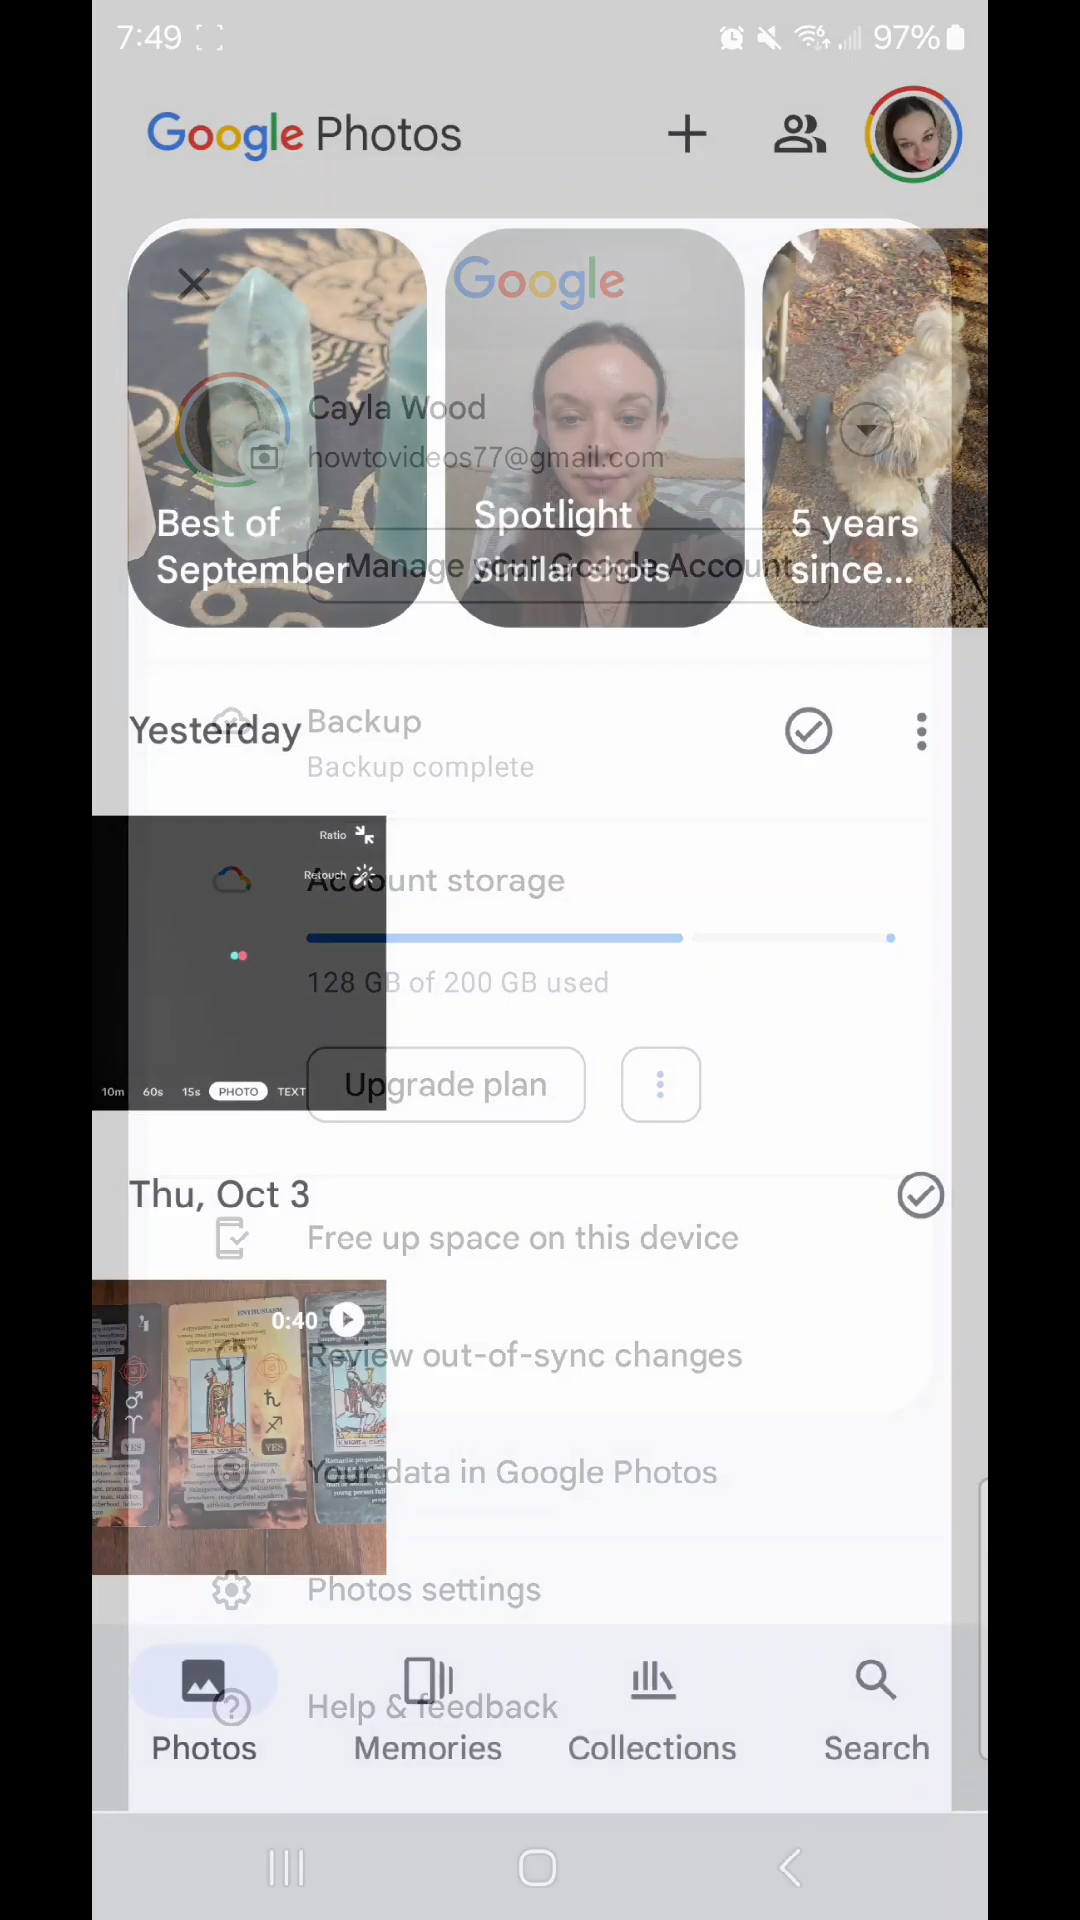 7:49
97%
Google Photos
Google
Cayla Wood
howtovideos77@gmail.com
Best of
September
Spotlight
Similar shots
5 years
since...
Manage your Google Account
Yesterday
Backup
Backup complete
Ratio
Retouch
Account storage
128 GB of 200 GB used
10m 60s 15s PHOTO TEXT
Upgrade plan
Thu, Oct 3
Free up space on this device
0:40
ENTHUSIASM
Review out-of-sync changes
YES
YES
Your data in Google Photos
Photos settings
Help & feedback
Photos
Memories
Collections
Search